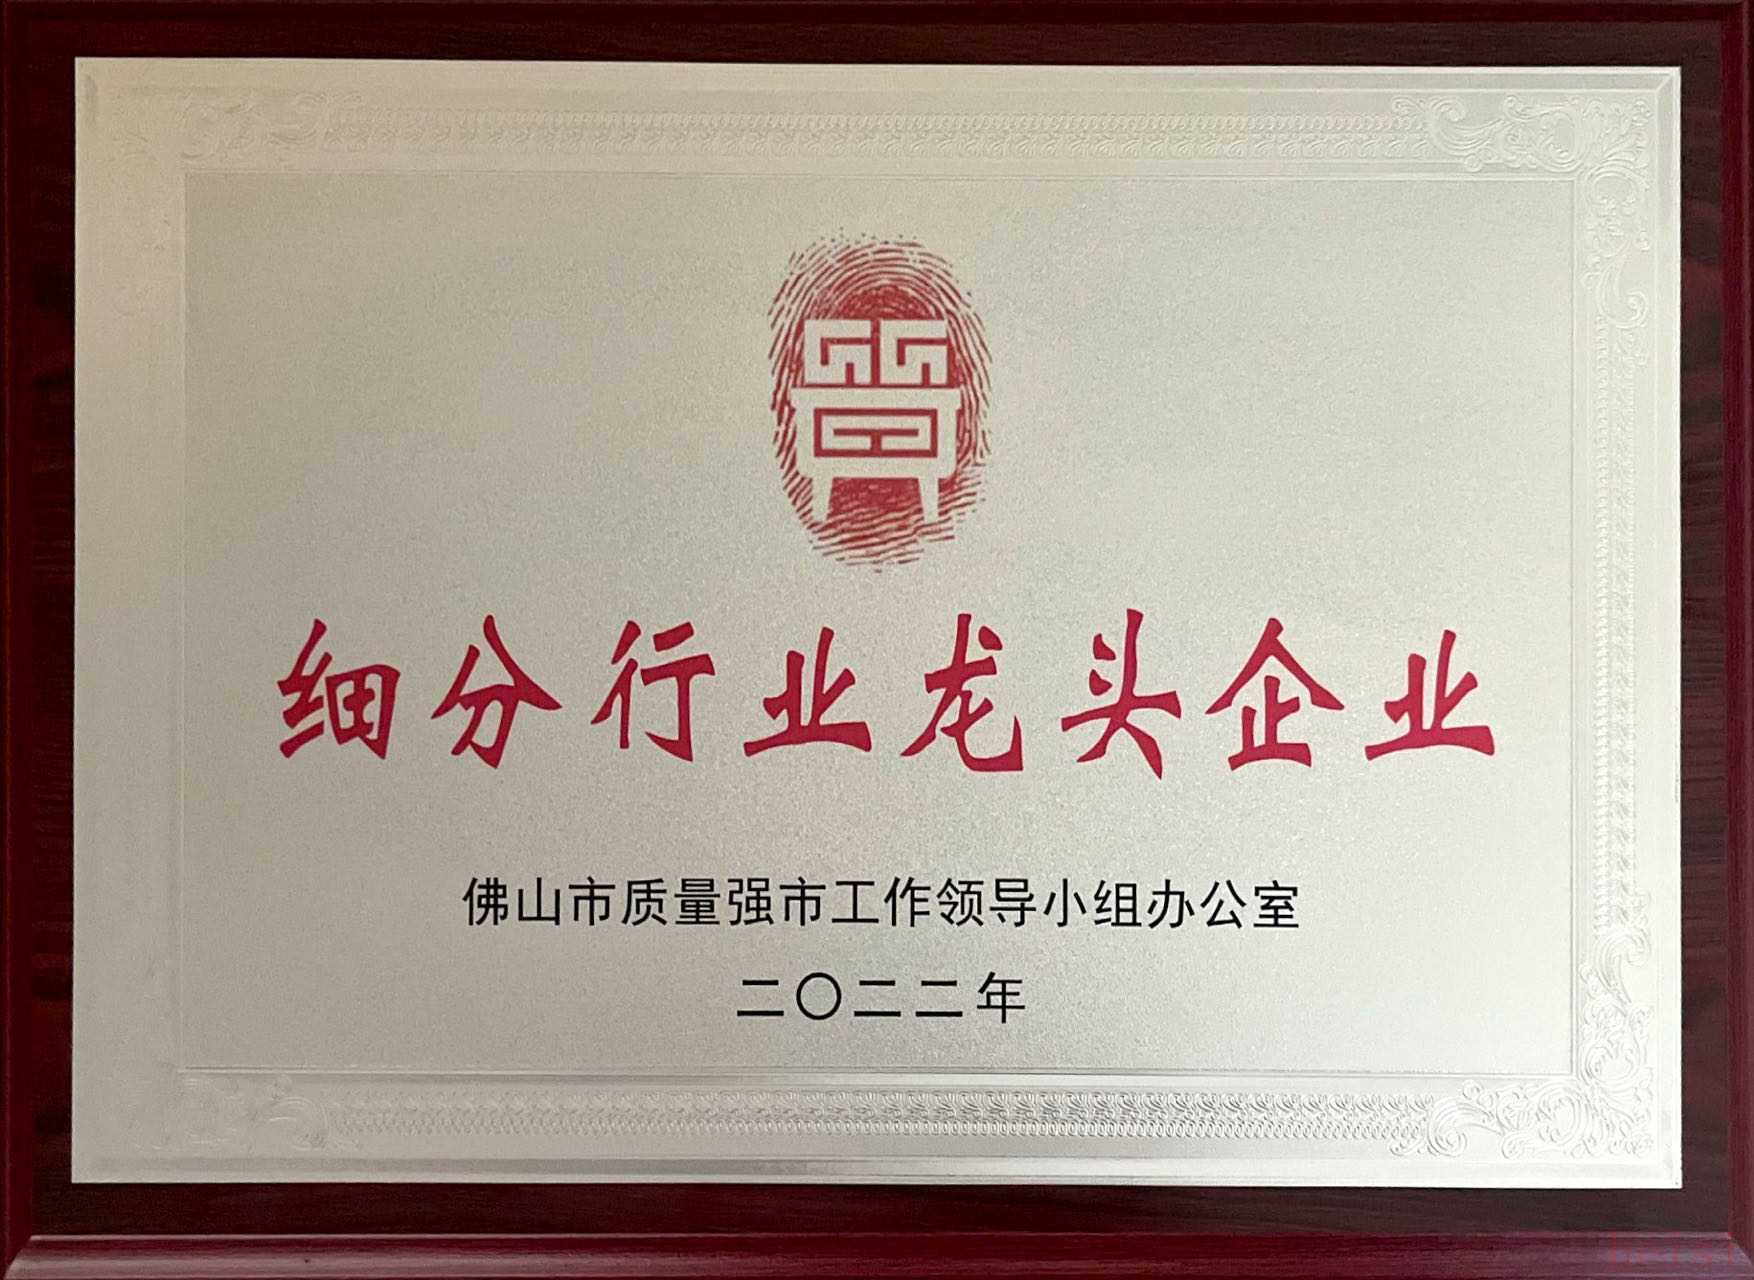 细分行业龙头企业
佛山市质量强市工作领导小组办公室
二〇二二年